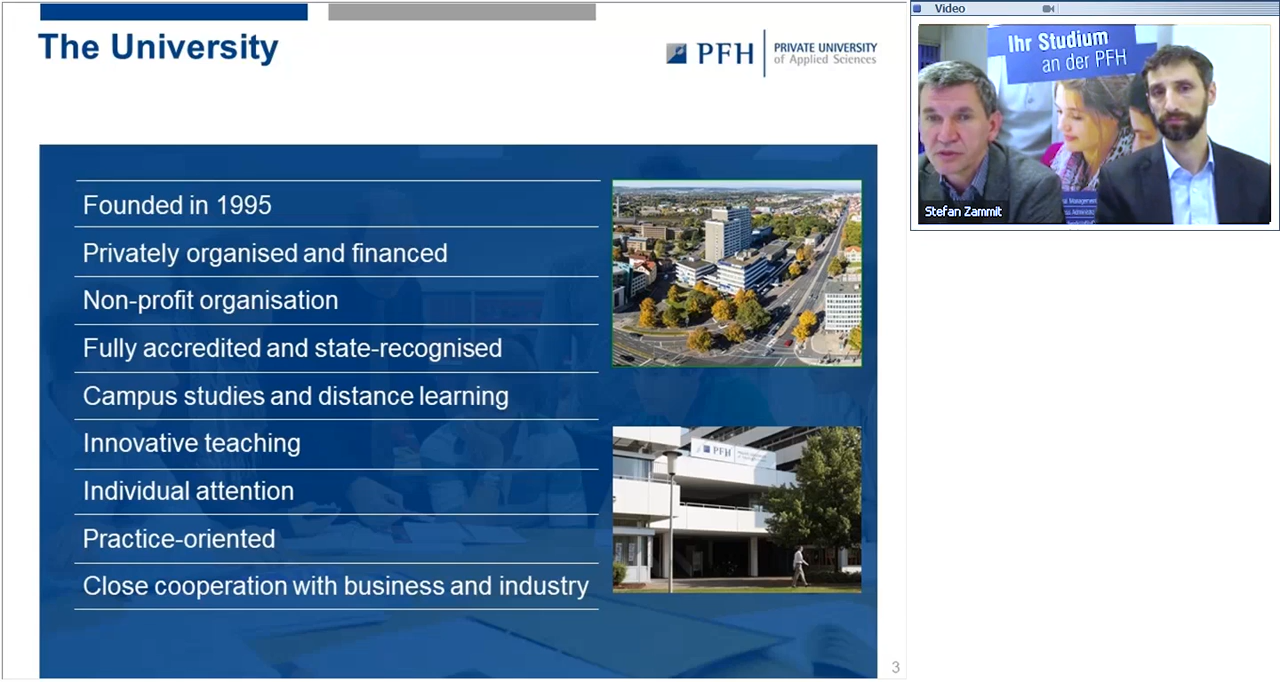 The University
PFH
PRIVATE UNIVERSITY
of Applied Sciences
Founded in 1995
Privately organised and financed
Non-profit organisation
Fully accredited and state-recognised
Campus studies and distance learning
Innovative teaching
Individual attention
Practice-oriented
Close cooperation with business and industry
PFH
3
Video
Ihr Studium
an der PFH
Stefan Zammit